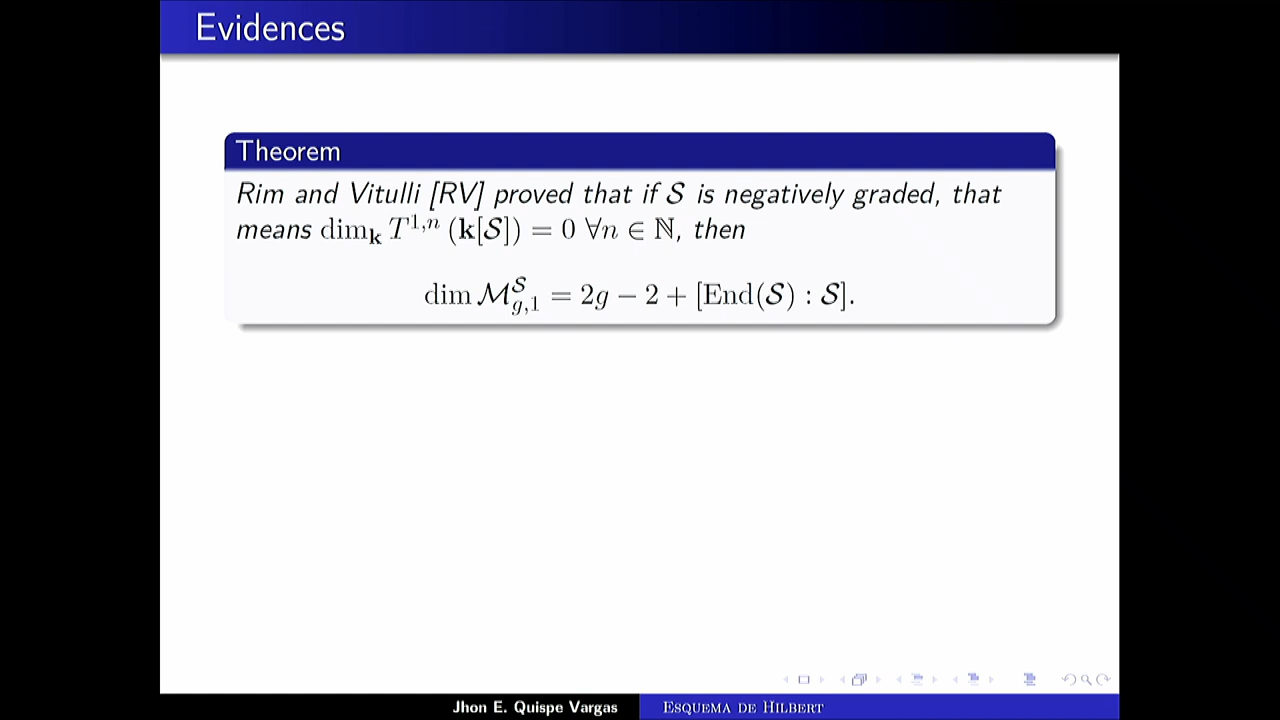 Evidences
Theorem
Rim and Vitulli [RV] proved that if 𝒮 is negatively graded, that
means dim_𝐤 T^{1,n} (𝐤[𝒮]) = 0 ∀n ∈ ℕ, then
dim ℳ^𝒮_{g,1} = 2g − 2 + [End(𝒮) : 𝒮].
Jhon E. Quispe Vargas
Esquema de Hilbert